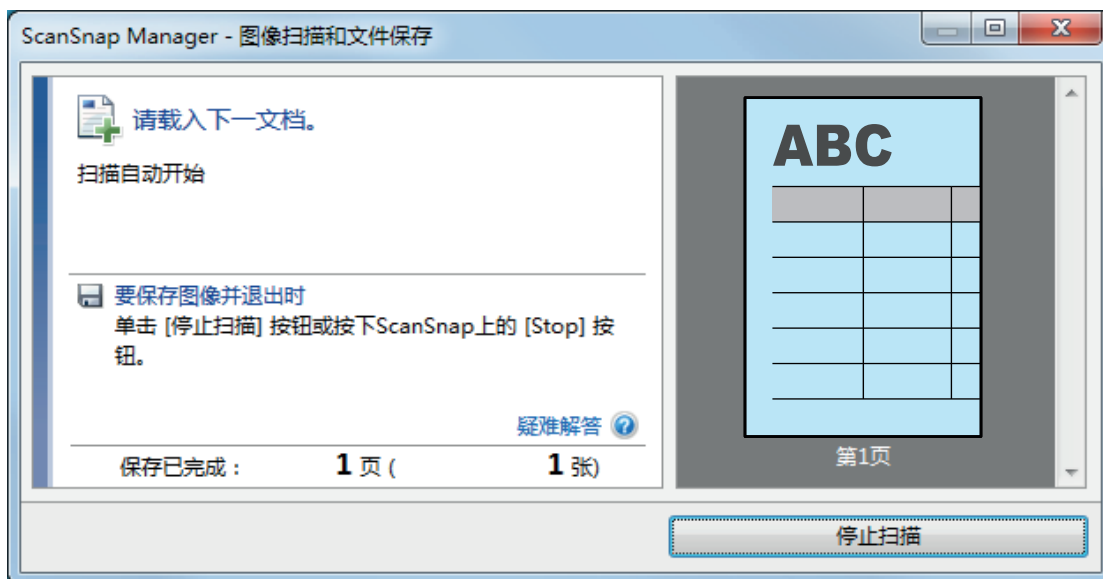 ScanSnap Manager - 图像扫描和文件保存
请载入下一文档。
扫描自动开始
要保存图像并退出时
单击 [停止扫描] 按钮或按下ScanSnap上的 [Stop] 按
钮。
疑难解答
保存已完成： 1 页 ( 1 张)
ABC
第1页
停止扫描